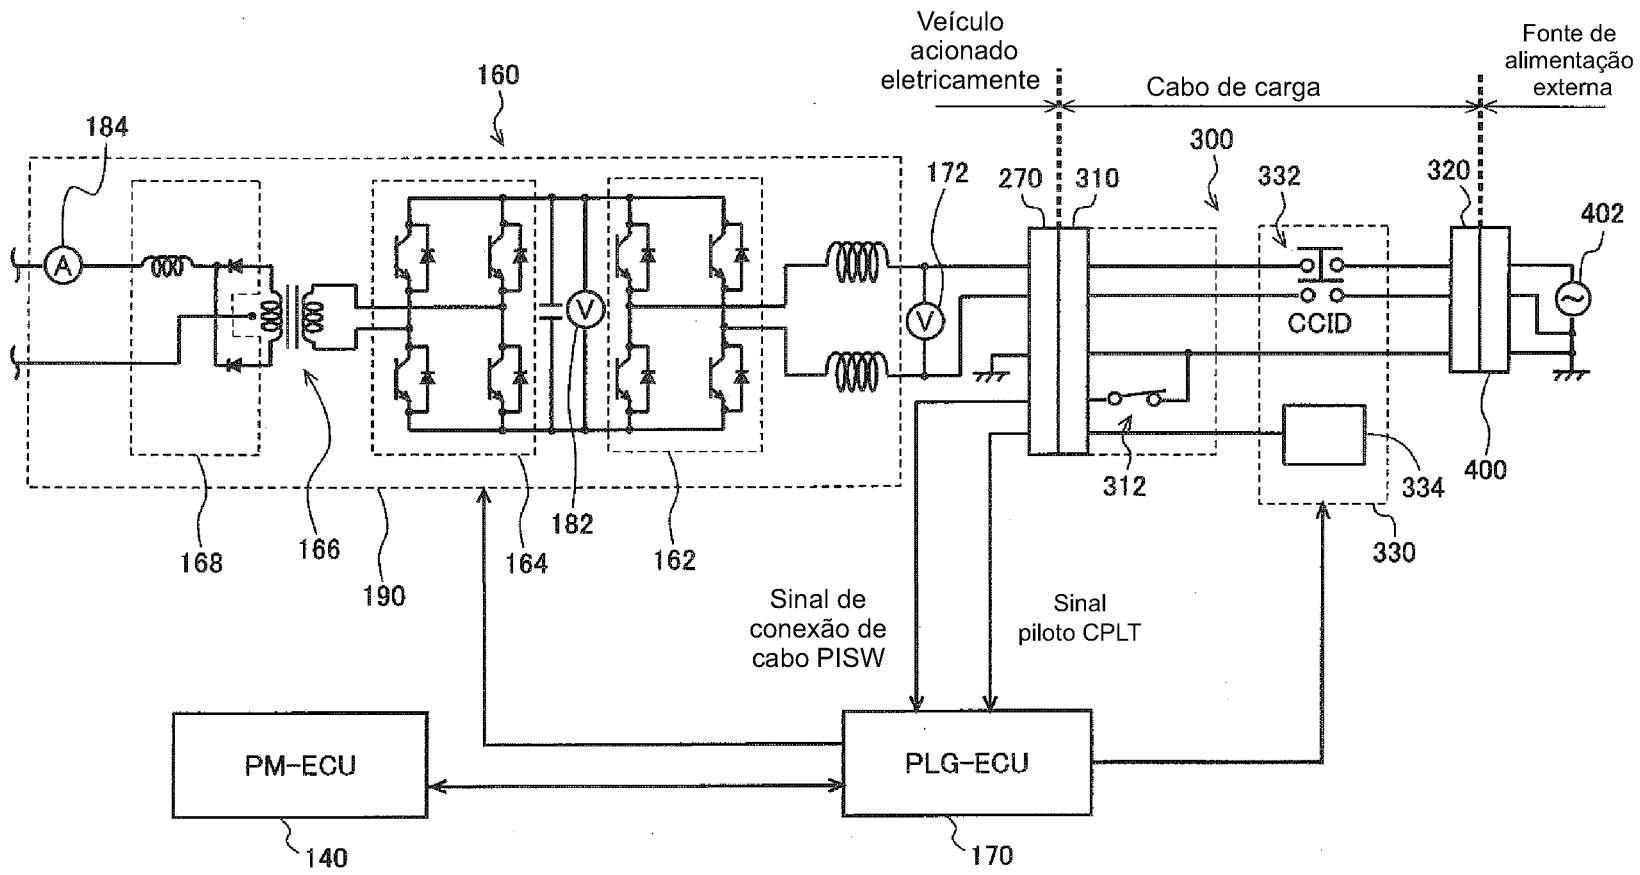 Veículo
acionado
eletricamente
Cabo de carga
Fonte de
alimentação
externa
160
184
300
172
270
310
332
320
402
A
V
V
~
CCID
312
334
400
330
168
166
190
164
182
162
Sinal de
conexão de
cabo PISW
Sinal
piloto CPLT
PM-ECU
PLG-ECU
140
170